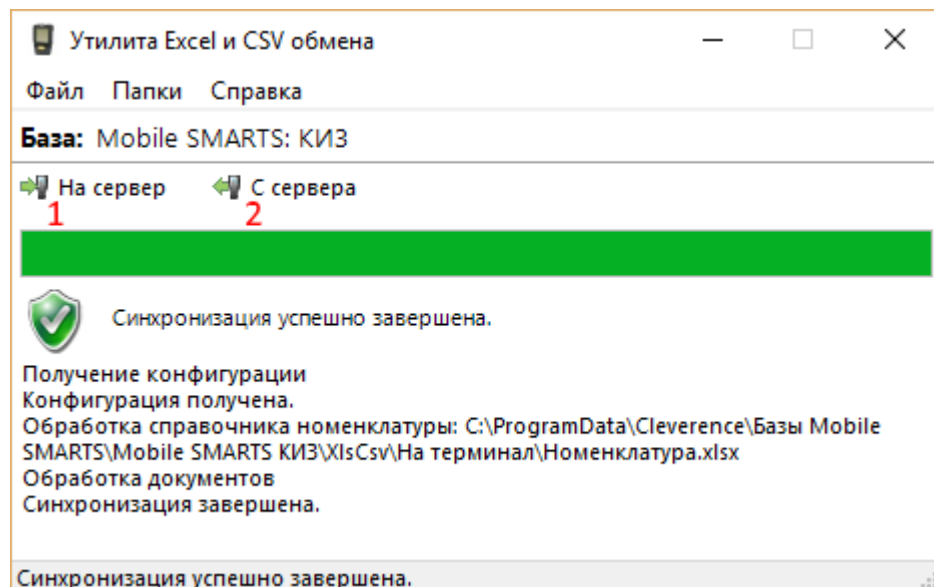 Утилита Excel и CSV обмена
Файл Папки Справка
База: Mobile SMARTS: КИЗ
На сервер С сервера
1 2
Синхронизация успешно завершена.
Получение конфигурации
Конфигурация получена.
Обработка справочника номенклатуры: C:\ProgramData\Cleverence\Базы Mobile
SMARTS\Mobile SMARTS КИЗ\XlsCsv\На терминал\Номенклатура.xlsx
Обработка документов
Синхронизация завершена.
Синхронизация успешно завершена.